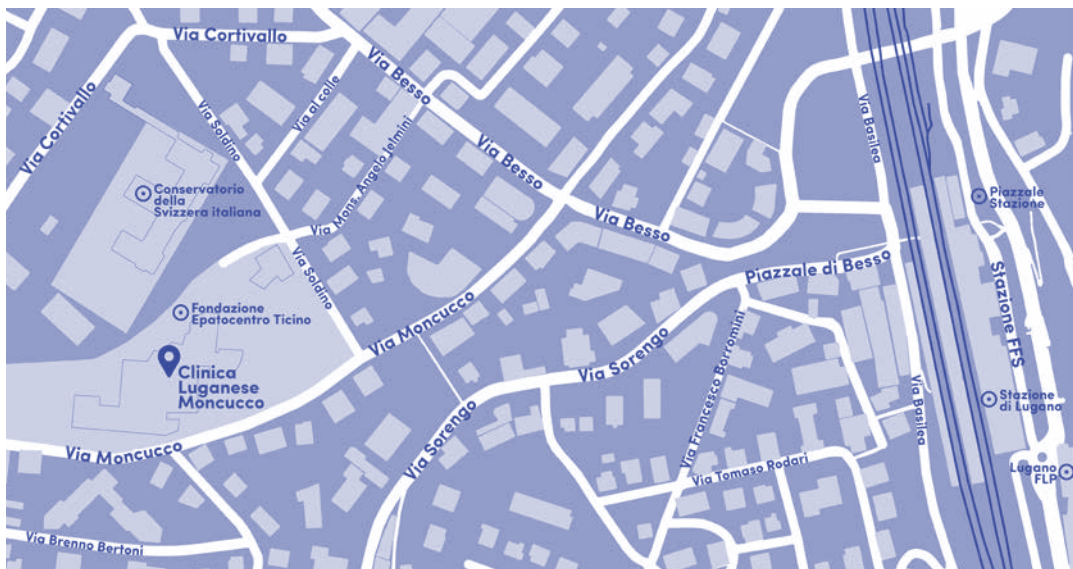 Via Cortivallo
Via Besso
Via Cortivallo
Via Soldino
Via al colle
Via Mons. Angelo Jelmini
Via Besso
Via Basilea
Conservatorio
della
Svizzera italiana
Piazzale
Stazione
Via Besso
Via Soldino
Piazzale di Besso
Stazione FFS
Fondazione
Epatocentro Ticino
Via Moncucco
Via Francesco Borromini
Via Sorengo
Clinica
Luganese
Moncucco
Via Basilea
Stazione
di Lugano
Via Sorengo
Via Moncucco
Via Tomaso Rodari
Lugano
FLP
Via Brenno Bertoni